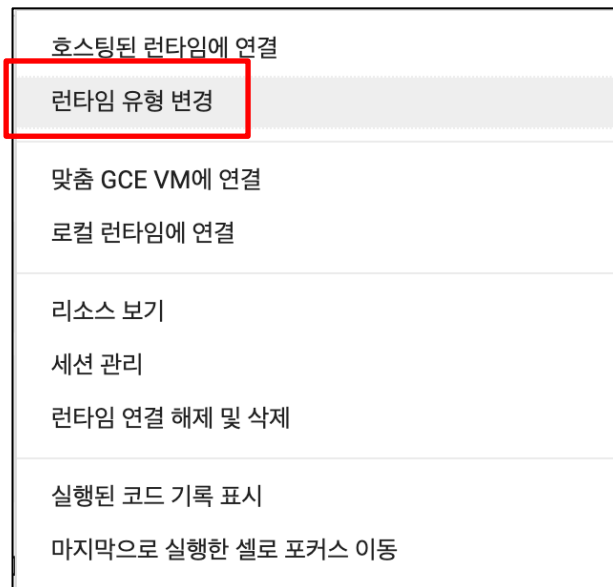 호스팅된 런타임에 연결
런타임 유형 변경
맞춤 GCE VM에 연결
로컬 런타임에 연결
리소스 보기
세션 관리
런타임 연결 해제 및 삭제
실행된 코드 기록 표시
마지막으로 실행한 셀로 포커스 이동